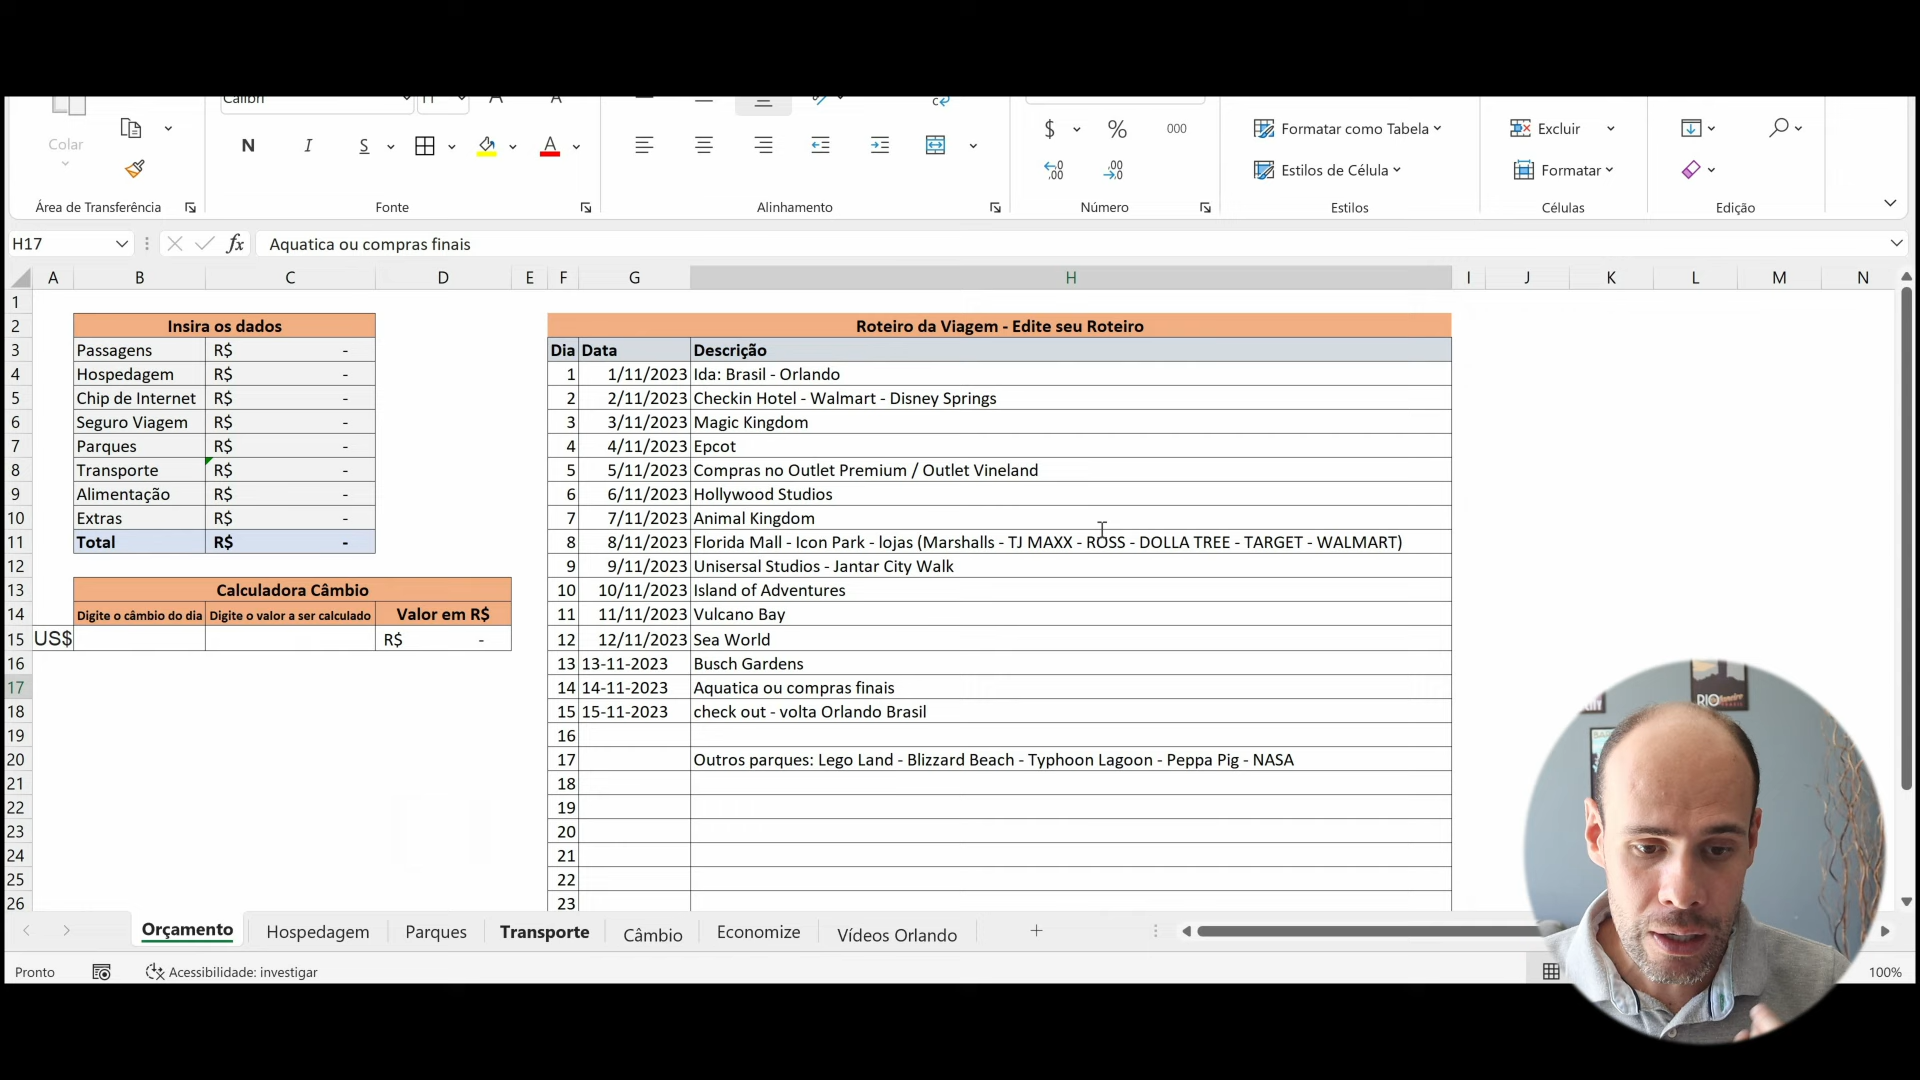 Calibri 11
Colar
N I S A $ % 000
Formatar como Tabela
Excluir
Estilos de Célula
Formatar
Área de Transferência
Fonte
Alinhamento
Número
Estilos
Células
Edição
H17
fx
Aquatica ou compras finais
A B C D E F G H I J K L M N
1
2 Insira os dados Roteiro da Viagem - Edite seu Roteiro
3 Passagens R$ - Dia Data Descrição
4 Hospedagem R$ - 1 1/11/2023 Ida: Brasil - Orlando
5 Chip de Internet R$ - 2 2/11/2023 Checkin Hotel - Walmart - Disney Springs
6 Seguro Viagem R$ - 3 3/11/2023 Magic Kingdom
7 Parques R$ - 4 4/11/2023 Epcot
8 Transporte R$ - 5 5/11/2023 Compras no Outlet Premium / Outlet Vineland
9 Alimentação R$ - 6 6/11/2023 Hollywood Studios
10 Extras R$ - 7 7/11/2023 Animal Kingdom
11 Total R$ - 8 8/11/2023 Florida Mall - Icon Park - lojas (Marshalls - TJ MAXX - ROSS - DOLLA TREE - TARGET - WALMART)
12 9 9/11/2023 Unisersal Studios - Jantar City Walk
13 Calculadora Câmbio 10 10/11/2023 Island of Adventures
14 Digite o câmbio do dia Digite o valor a ser calculado Valor em R$ 11 11/11/2023 Vulcano Bay
15 US$ R$ - 12 12/11/2023 Sea World
16 13 13-11-2023 Busch Gardens
17 14 14-11-2023 Aquatica ou compras finais
18 15 15-11-2023 check out - volta Orlando Brasil
19 16
20 17 Outros parques: Lego Land - Blizzard Beach - Typhoon Lagoon - Peppa Pig - NASA
21 18
22 19
23 20
24 21
25 22
26 23
Orçamento Hospedagem Parques Transporte Câmbio Economize Vídeos Orlando
Pronto
Acessibilidade: investigar
100%
RIO